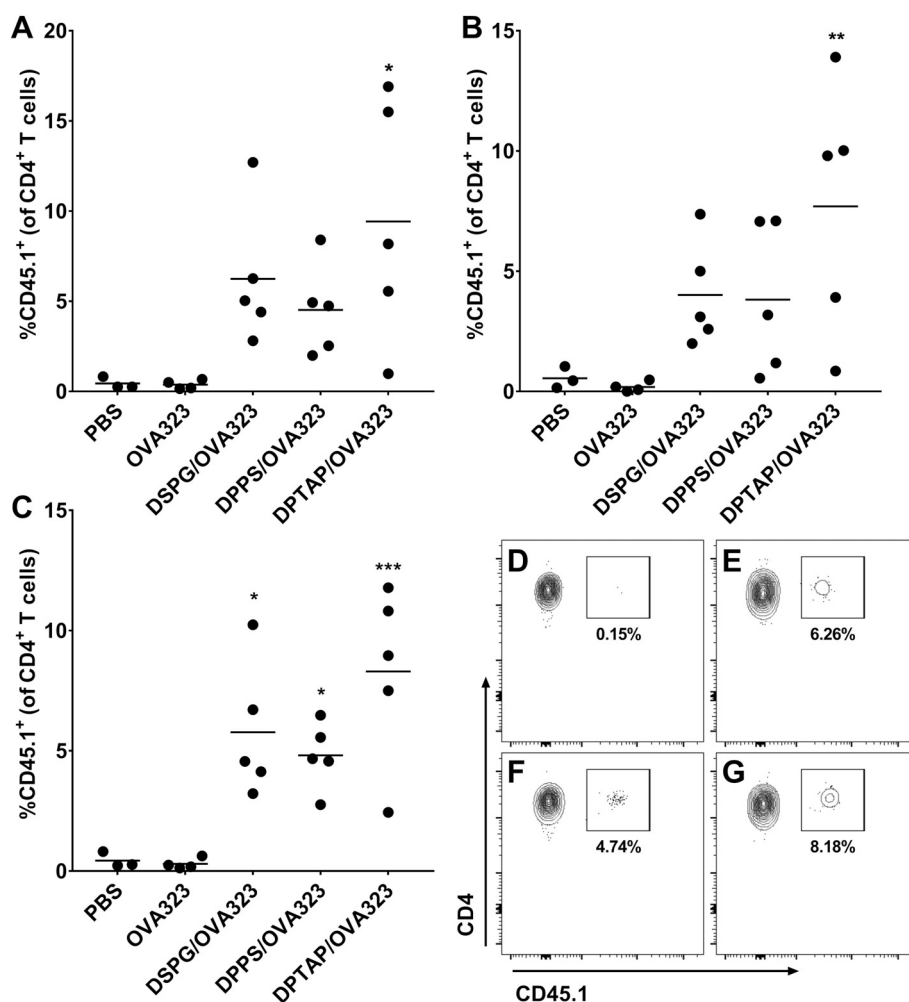 A
%CD45.1⁺ (of CD4⁺ T cells)
20
15
10
5
0
*
PBS
OVA323
DSPG/OVA323
DPPS/OVA323
DPTAP/OVA323
B
%CD45.1⁺ (of CD4⁺ T cells)
15
10
5
0
**
PBS
OVA323
DSPG/OVA323
DPPS/OVA323
DPTAP/OVA323
C
%CD45.1⁺ (of CD4⁺ T cells)
15
10
5
0
*
*
***
PBS
OVA323
DSPG/OVA323
DPPS/OVA323
DPTAP/OVA323
D
0.15%
E
6.26%
F
4.74%
G
8.18%
CD4
CD45.1